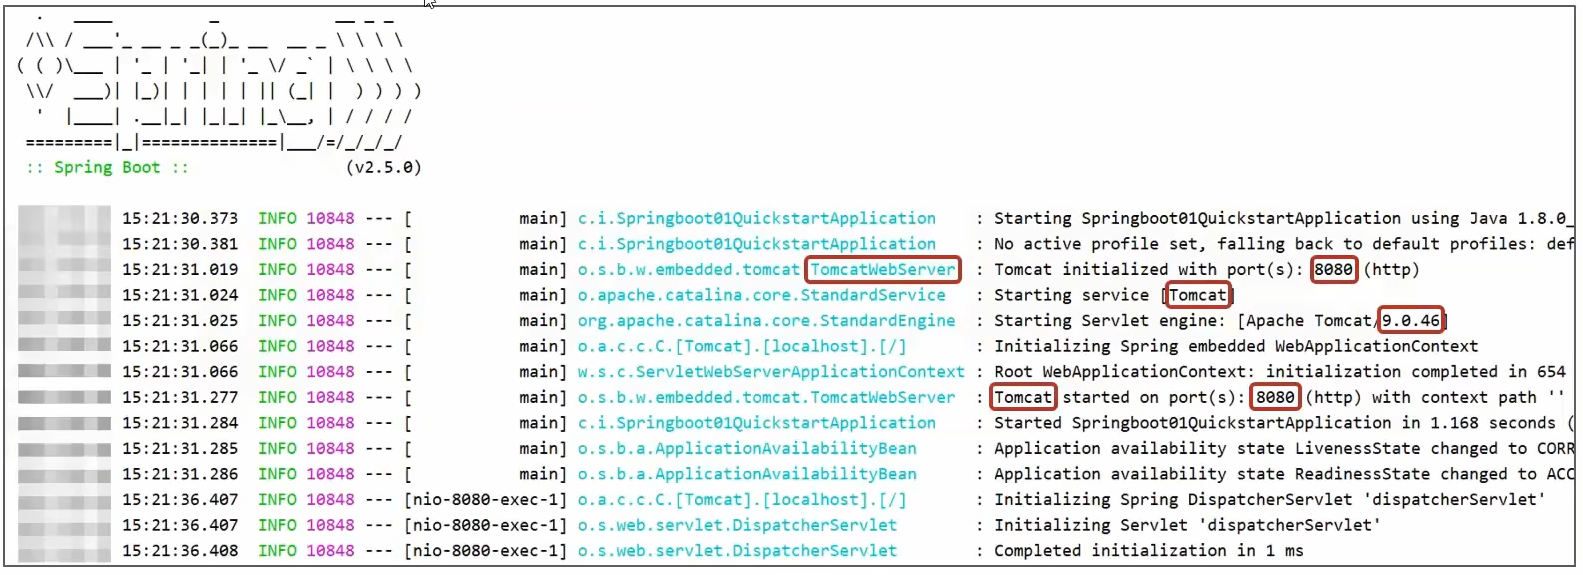 :: Spring Boot ::                (v2.5.0)
15:21:30.373  INFO 10848 --- [           main] c.i.Springboot01QuickstartApplication    : Starting Springboot01QuickstartApplication using Java 1.8.0_
15:21:30.381  INFO 10848 --- [           main] c.i.Springboot01QuickstartApplication    : No active profile set, falling back to default profiles: def
15:21:31.019  INFO 10848 --- [           main] o.s.b.w.embedded.tomcat TomcatWebServer  : Tomcat initialized with port(s): 8080 (http)
15:21:31.024  INFO 10848 --- [           main] o.apache.catalina.core.StandardService   : Starting service [Tomcat]
15:21:31.025  INFO 10848 --- [           main] org.apache.catalina.core.StandardEngine  : Starting Servlet engine: [Apache Tomcat/9.0.46]
15:21:31.066  INFO 10848 --- [           main] o.a.c.c.C.[Tomcat].[localhost].[/]       : Initializing Spring embedded WebApplicationContext
15:21:31.066  INFO 10848 --- [           main] w.s.c.ServletWebServerApplicationContext : Root WebApplicationContext: initialization completed in 654
15:21:31.277  INFO 10848 --- [           main] o.s.b.w.embedded.tomcat.TomcatWebServer  : Tomcat started on port(s): 8080 (http) with context path ''
15:21:31.284  INFO 10848 --- [           main] c.i.Springboot01QuickstartApplication    : Started Springboot01QuickstartApplication in 1.168 seconds (
15:21:31.285  INFO 10848 --- [           main] o.s.b.a.ApplicationAvailabilityBean      : Application availability state LivenessState changed to CORR
15:21:31.286  INFO 10848 --- [           main] o.s.b.a.ApplicationAvailabilityBean      : Application availability state ReadinessState changed to ACC
15:21:36.407  INFO 10848 --- [nio-8080-exec-1] o.a.c.c.C.[Tomcat].[localhost].[/]       : Initializing Spring DispatcherServlet 'dispatcherServlet'
15:21:36.407  INFO 10848 --- [nio-8080-exec-1] o.s.web.servlet.DispatcherServlet        : Initializing Servlet 'dispatcherServlet'
15:21:36.408  INFO 10848 --- [nio-8080-exec-1] o.s.web.servlet.DispatcherServlet        : Completed initialization in 1 ms